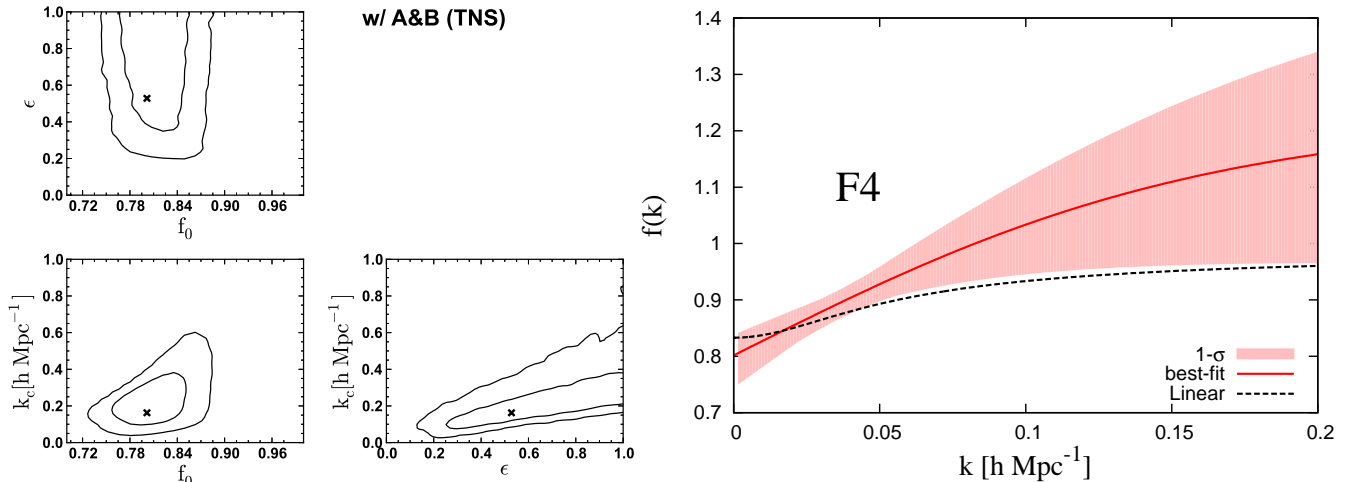 w/ A&B (TNS)
1.0
0.8
0.6
0.4
0.2
0.0
ϵ
0.72 0.78 0.84 0.90 0.96
f₀
1.0
0.8
0.6
0.4
0.2
0.0
k_c[h Mpc⁻¹]
0.72 0.78 0.84 0.90 0.96
f₀
1.0
0.8
0.6
0.4
0.2
0.0
k_c[h Mpc⁻¹]
0.0 0.2 0.4 0.6 0.8 1.0
ϵ
1.4
1.3
1.2
1.1
1
0.9
0.8
0.7
f(k)
F4
1-σ
best-fit
Linear
0 0.05 0.1 0.15 0.2
k [h Mpc⁻¹]